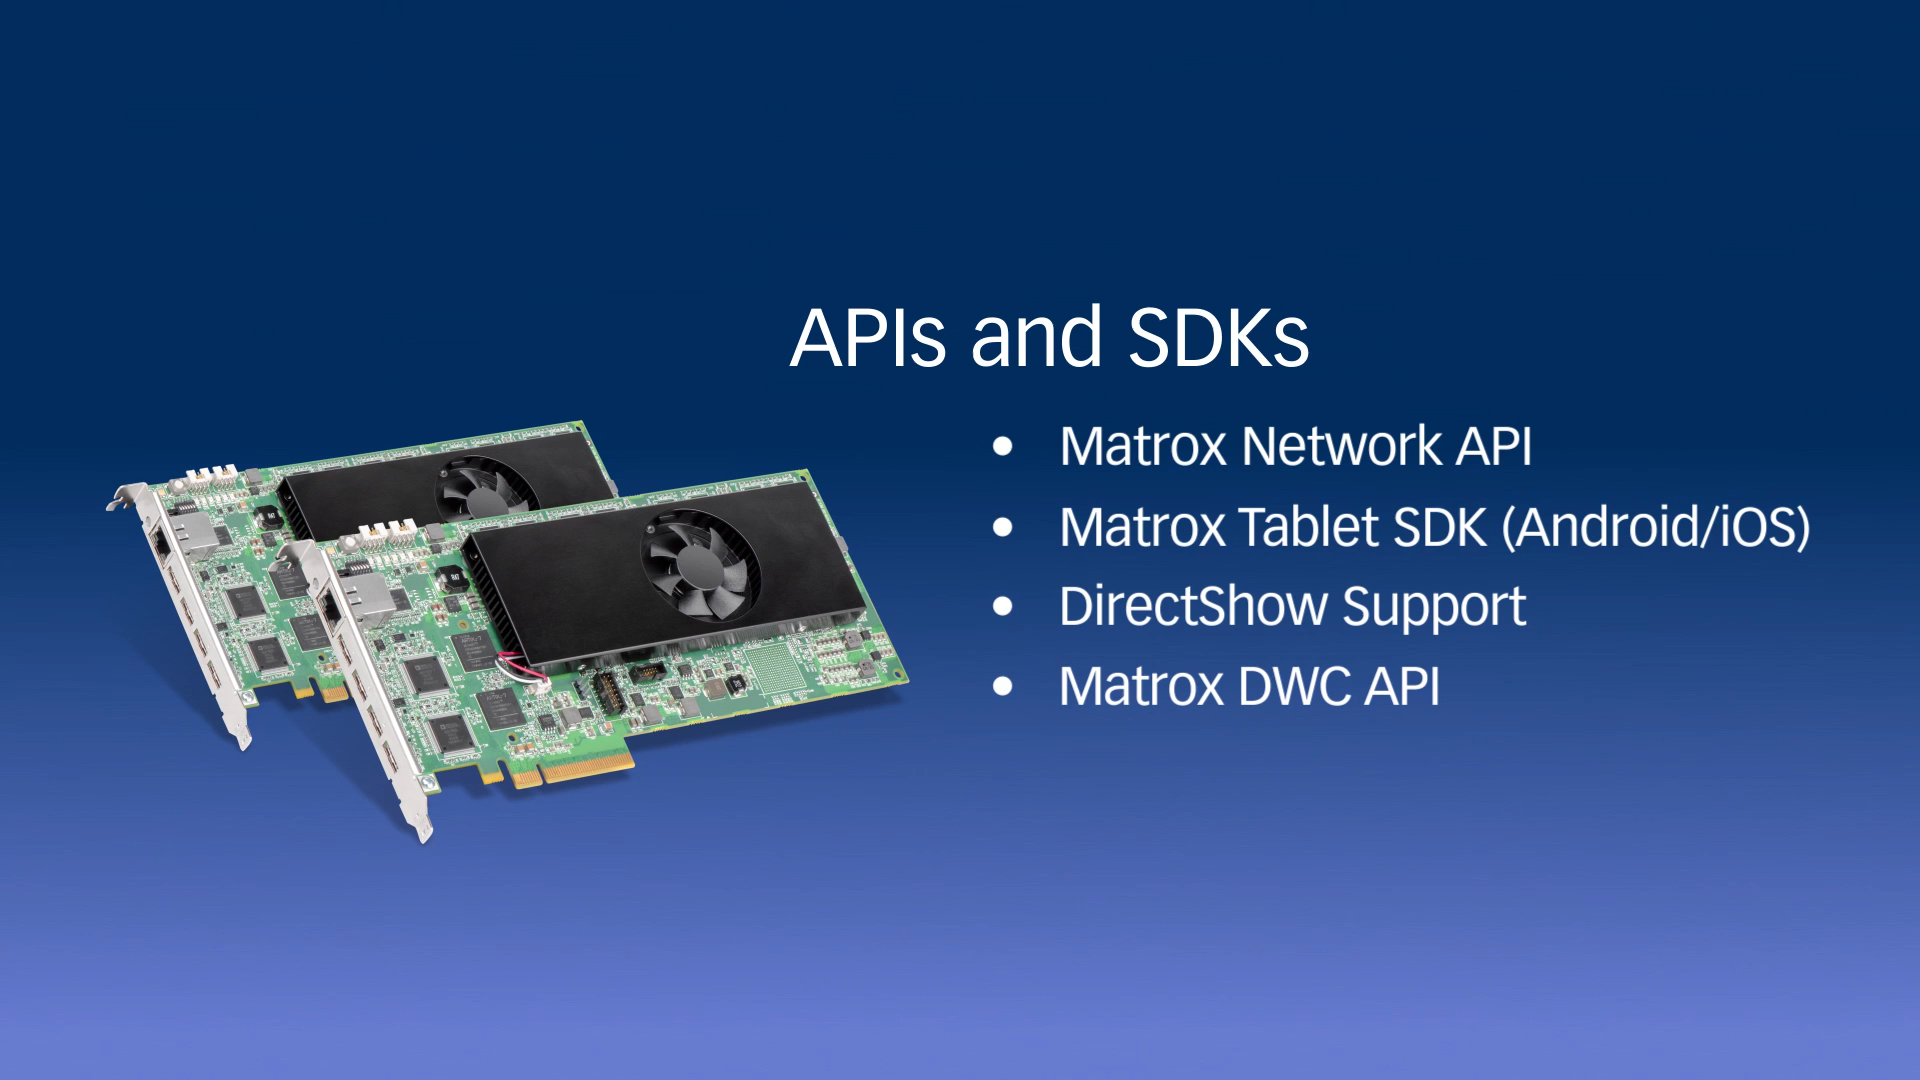 APIs and SDKs
• Matrox Network API
• Matrox Tablet SDK (Android/iOS)
• DirectShow Support
• Matrox DWC API